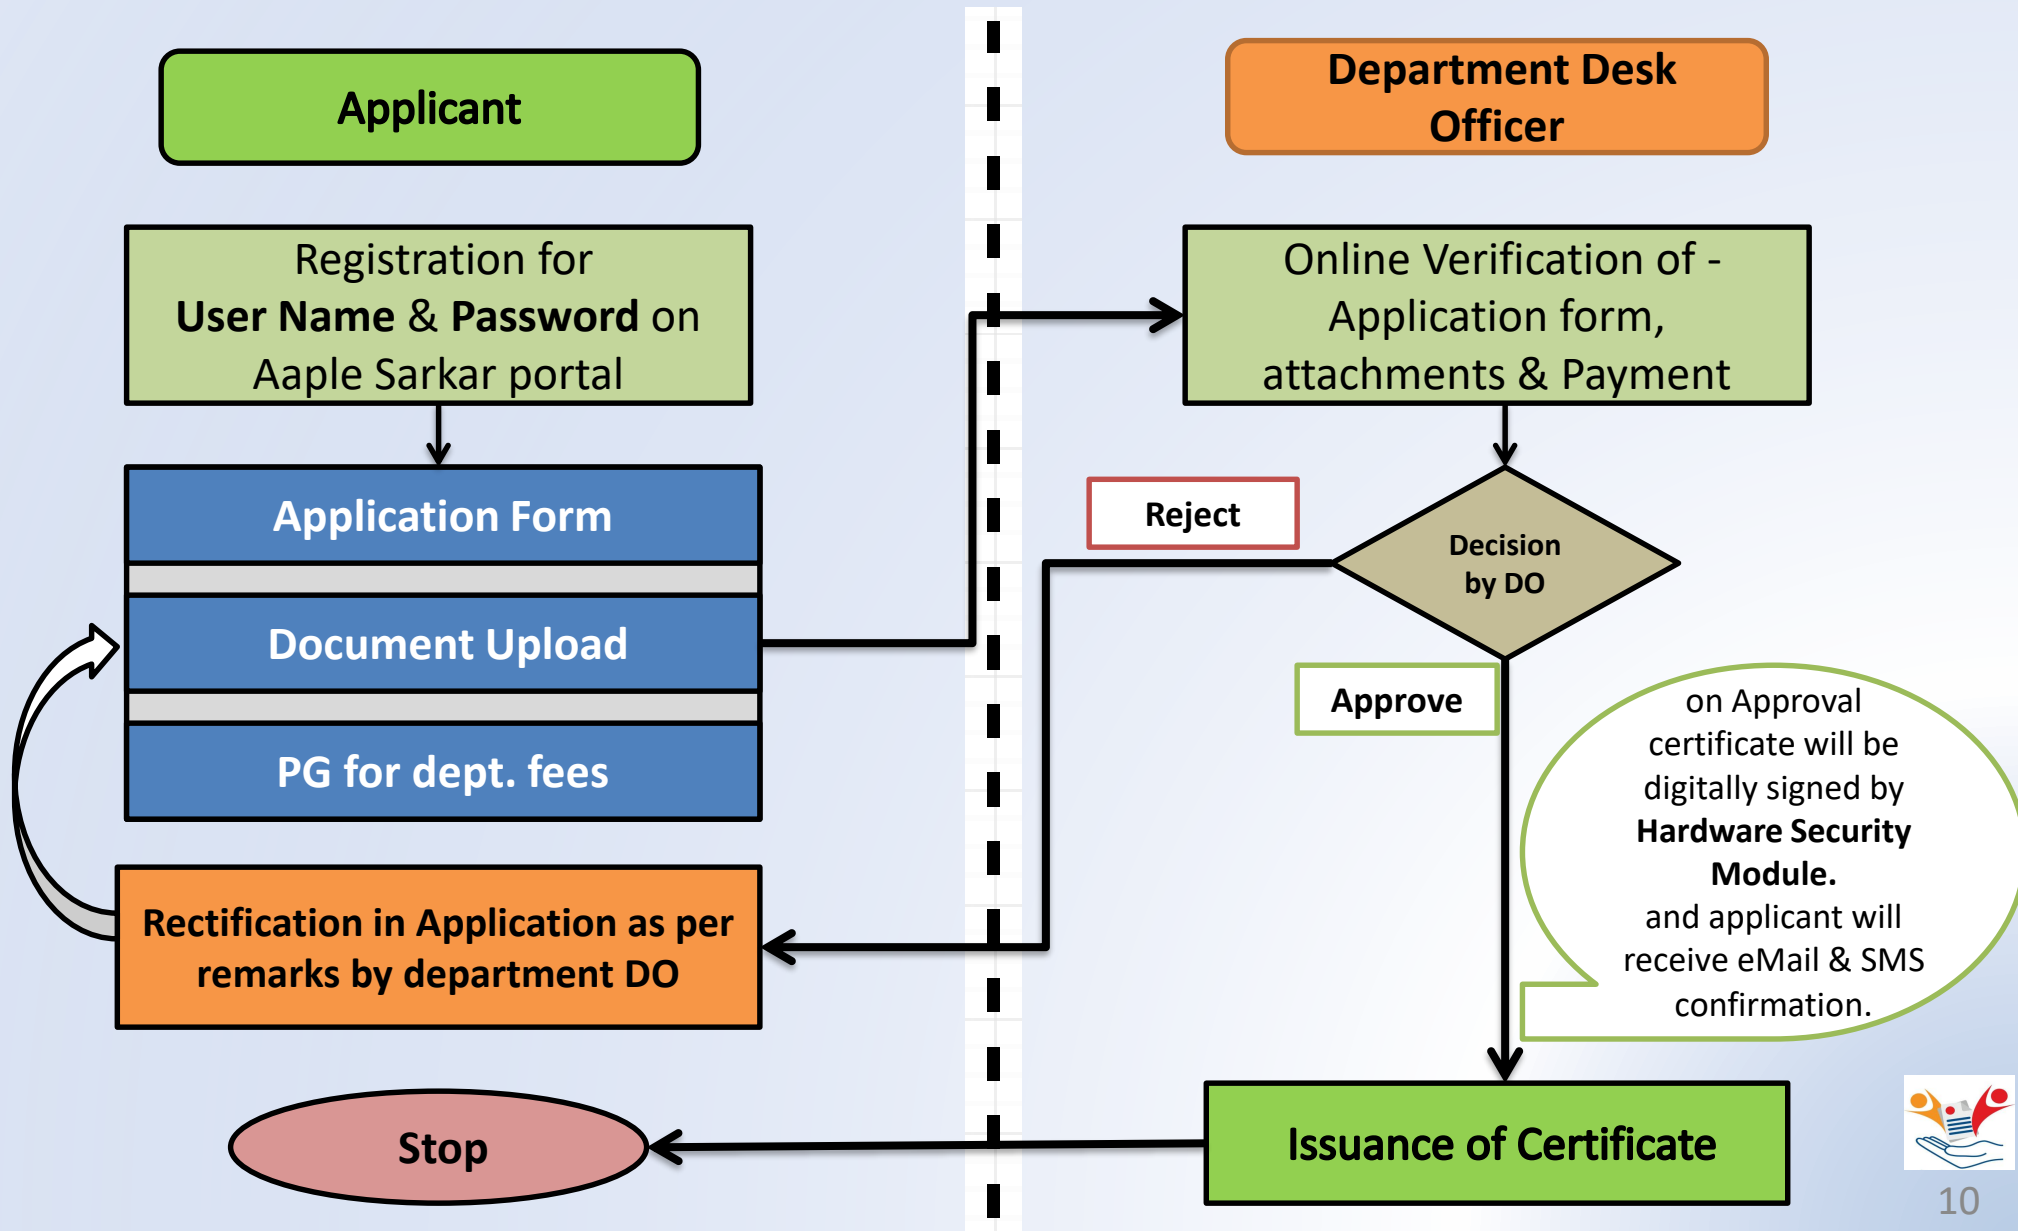 Applicant
Registration for
User Name & Password on
Aaple Sarkar portal
Application Form
Document Upload
PG for dept. fees
Rectification in Application as per
remarks by department DO
Stop
Department Desk
Officer
Online Verification of -
Application form,
attachments & Payment
Reject
Decision
by DO
Approve
on Approval
certificate will be
digitally signed by
Hardware Security
Module.
and applicant will
receive eMail & SMS
confirmation.
Issuance of Certificate
10